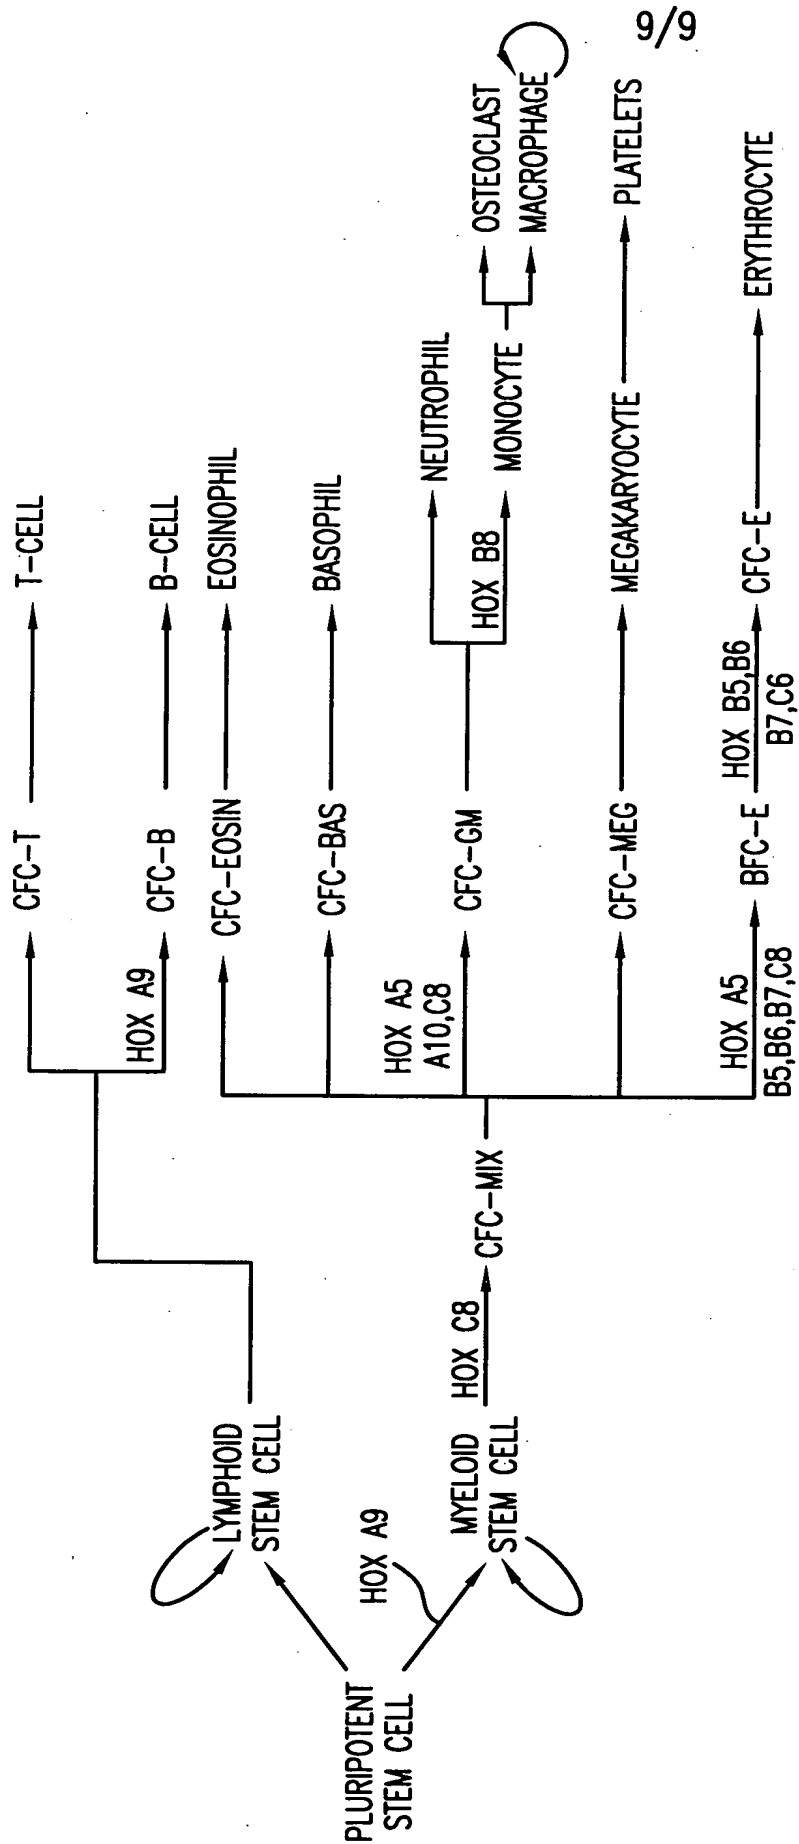 6/6
PLURIPOTENT
STEM CELL
LYMPHOID
STEM CELL
HOX A9
MYELOID
STEM CELL
HOX C8
CFC-MIX
HOX A9
CFC-T
T-CELL
CFC-B
B-CELL
CFC-EOSIN
EOSINOPHIL
CFC-BAS
BASOPHIL
HOX A5
A10,C8
CFC-GM
NEUTROPHIL
HOX B8
MONOCYTE
OSTEOCLAST
MACROPHAGE
CFC-MEG
MEGAKARYOCYTE
PLATELETS
HOX A5
B5,B6,B7,C8
BFC-E
HOX B5,B6
B7,C6
CFC-E
ERYTHROCYTE